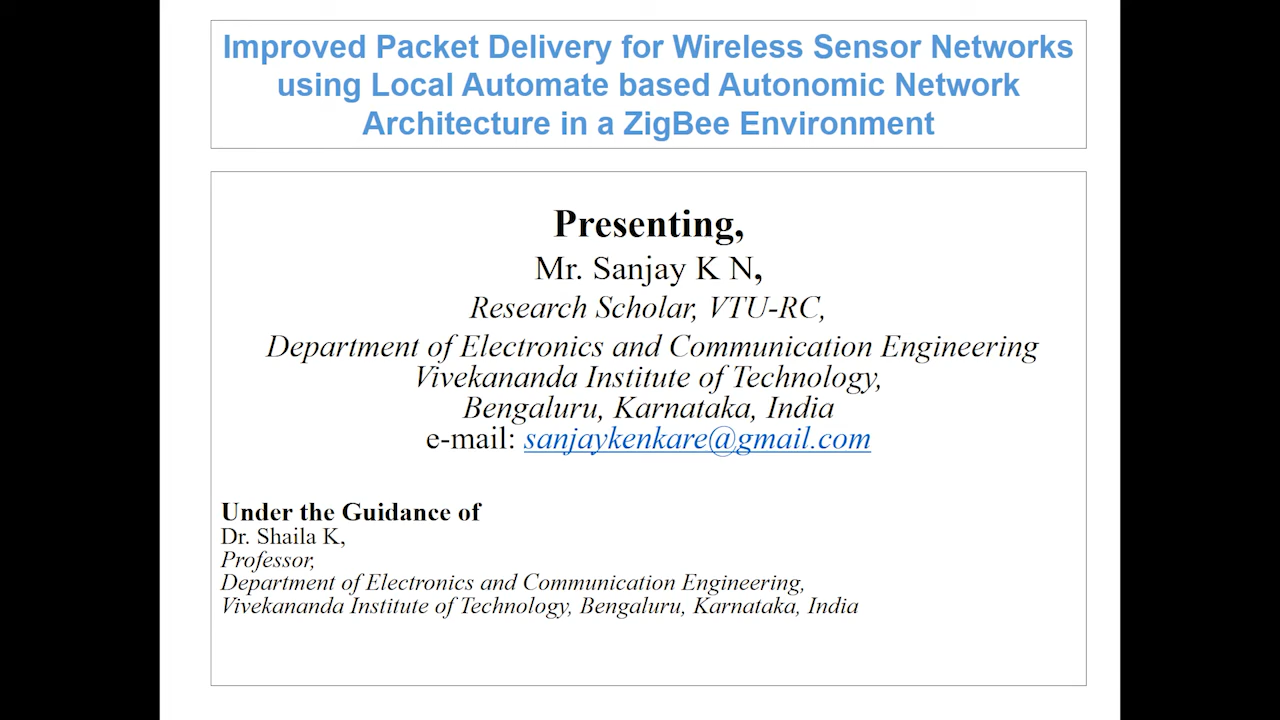 Improved Packet Delivery for Wireless Sensor Networks
using Local Automate based Autonomic Network
Architecture in a ZigBee Environment
Presenting,
Mr. Sanjay K N,
Research Scholar, VTU-RC,
Department of Electronics and Communication Engineering
Vivekananda Institute of Technology,
Bengaluru, Karnataka, India
e-mail: sanjaykenkare@gmail.com
Under the Guidance of
Dr. Shaila K,
Professor,
Department of Electronics and Communication Engineering,
Vivekananda Institute of Technology, Bengaluru, Karnataka, India